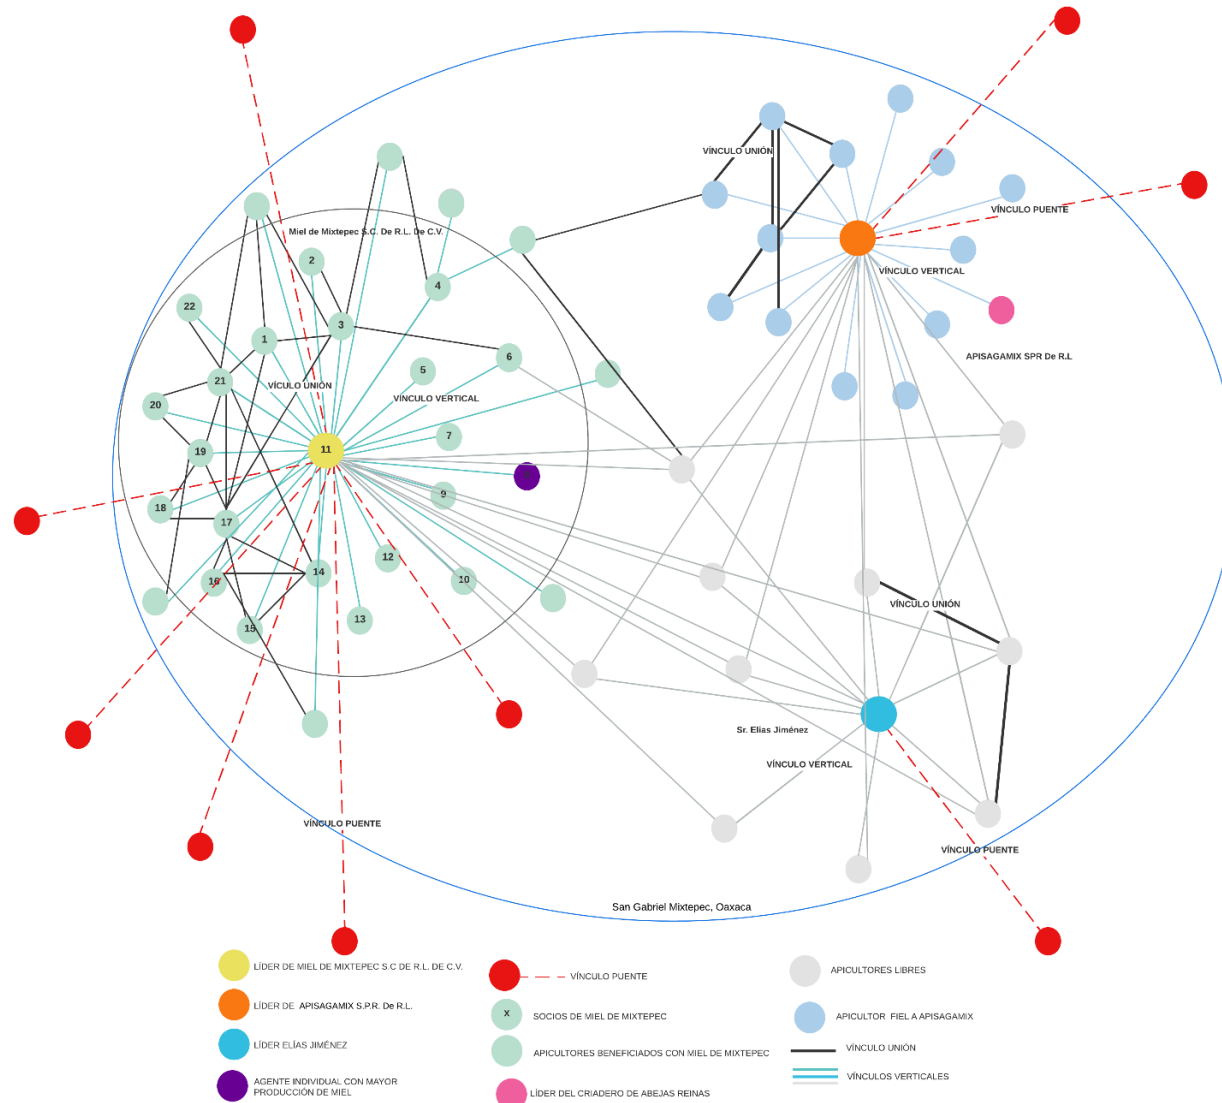 VÍNCULO UNIÓN
VÍNCULO PUENTE
Miel de Mixtepec S.C. De R.L. De C.V.
2
VÍNCULO VERTICAL
4
22
3
1
6
APISAGAMIX SPR De R.L
5
21
VÍCULO UNIÓN
VÍNCULO VERTICAL
20
7
11
19
9
18
17
12
14
10
16
VÍNCULO UNIÓN
13
15
Sr. Elias Jiménez
VÍNCULO VERTICAL
VÍNCULO PUENTE
VÍNCULO PUENTE
San Gabriel Mixtepec, Oaxaca
LÍDER DE MIEL DE MIXTEPEC S.C DE R.L. DE C.V.
LÍDER DE APISAGAMIX S.P.R. De R.L.
LÍDER ELÍAS JIMÉNEZ
AGENTE INDIVIDUAL CON MAYOR
PRODUCCIÓN DE MIEL
VÍNCULO PUENTE
X
SOCIOS DE MIEL DE MIXTEPEC
APICULTORES BENEFICIADOS CON MIEL DE MIXTEPEC
LÍDER DEL CRIADERO DE ABEJAS REINAS
APICULTORES LIBRES
APICULTOR FIEL A APISAGAMIX
VÍNCULO UNIÓN
VÍNCULOS VERTICALES